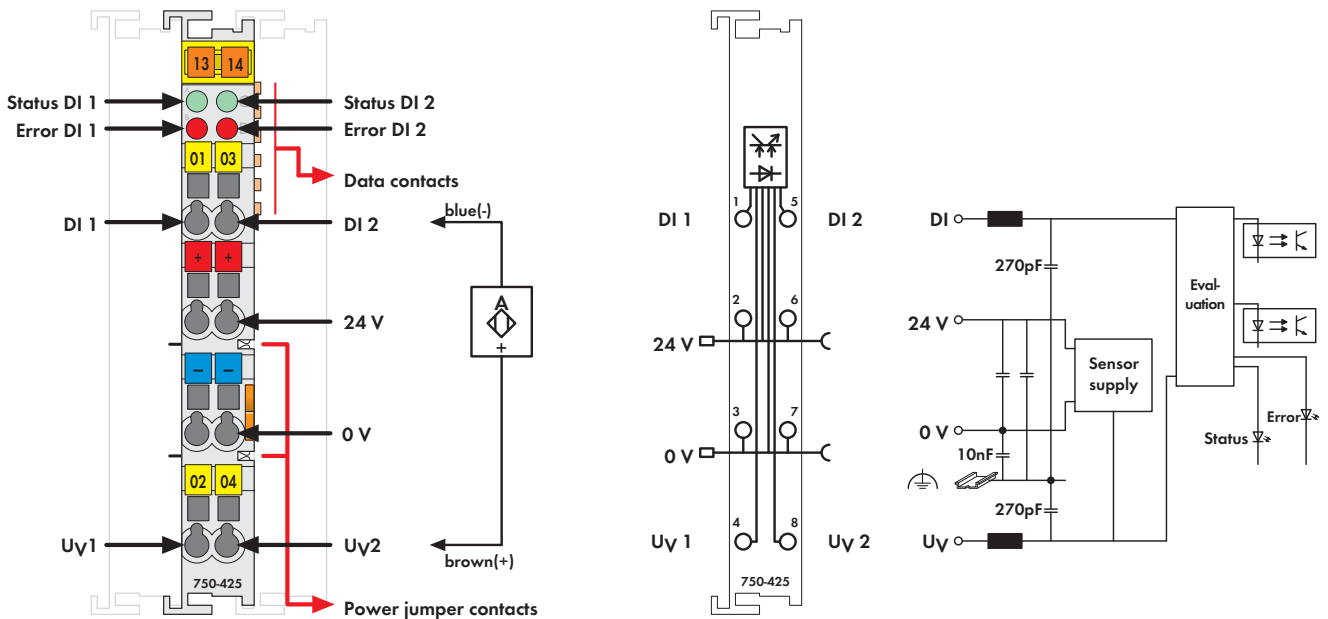 13 14
Status DI 1
Status DI 2
Error DI 1
Error DI 2
01 03
Data contacts
DI 1
DI 2
blue(-)
+ +
A
+
24 V
− −
0 V
02 04
UV1
UV2
brown(+)
750-425
Power jumper contacts
1 5
DI 1
DI 2
2 6
24 V
3 7
0 V
4 8
UV 1
UV 2
750-425
DI
270pF
Eval-
uation
24 V
Sensor
supply
Error
0 V
Status
10nF
270pF
UV